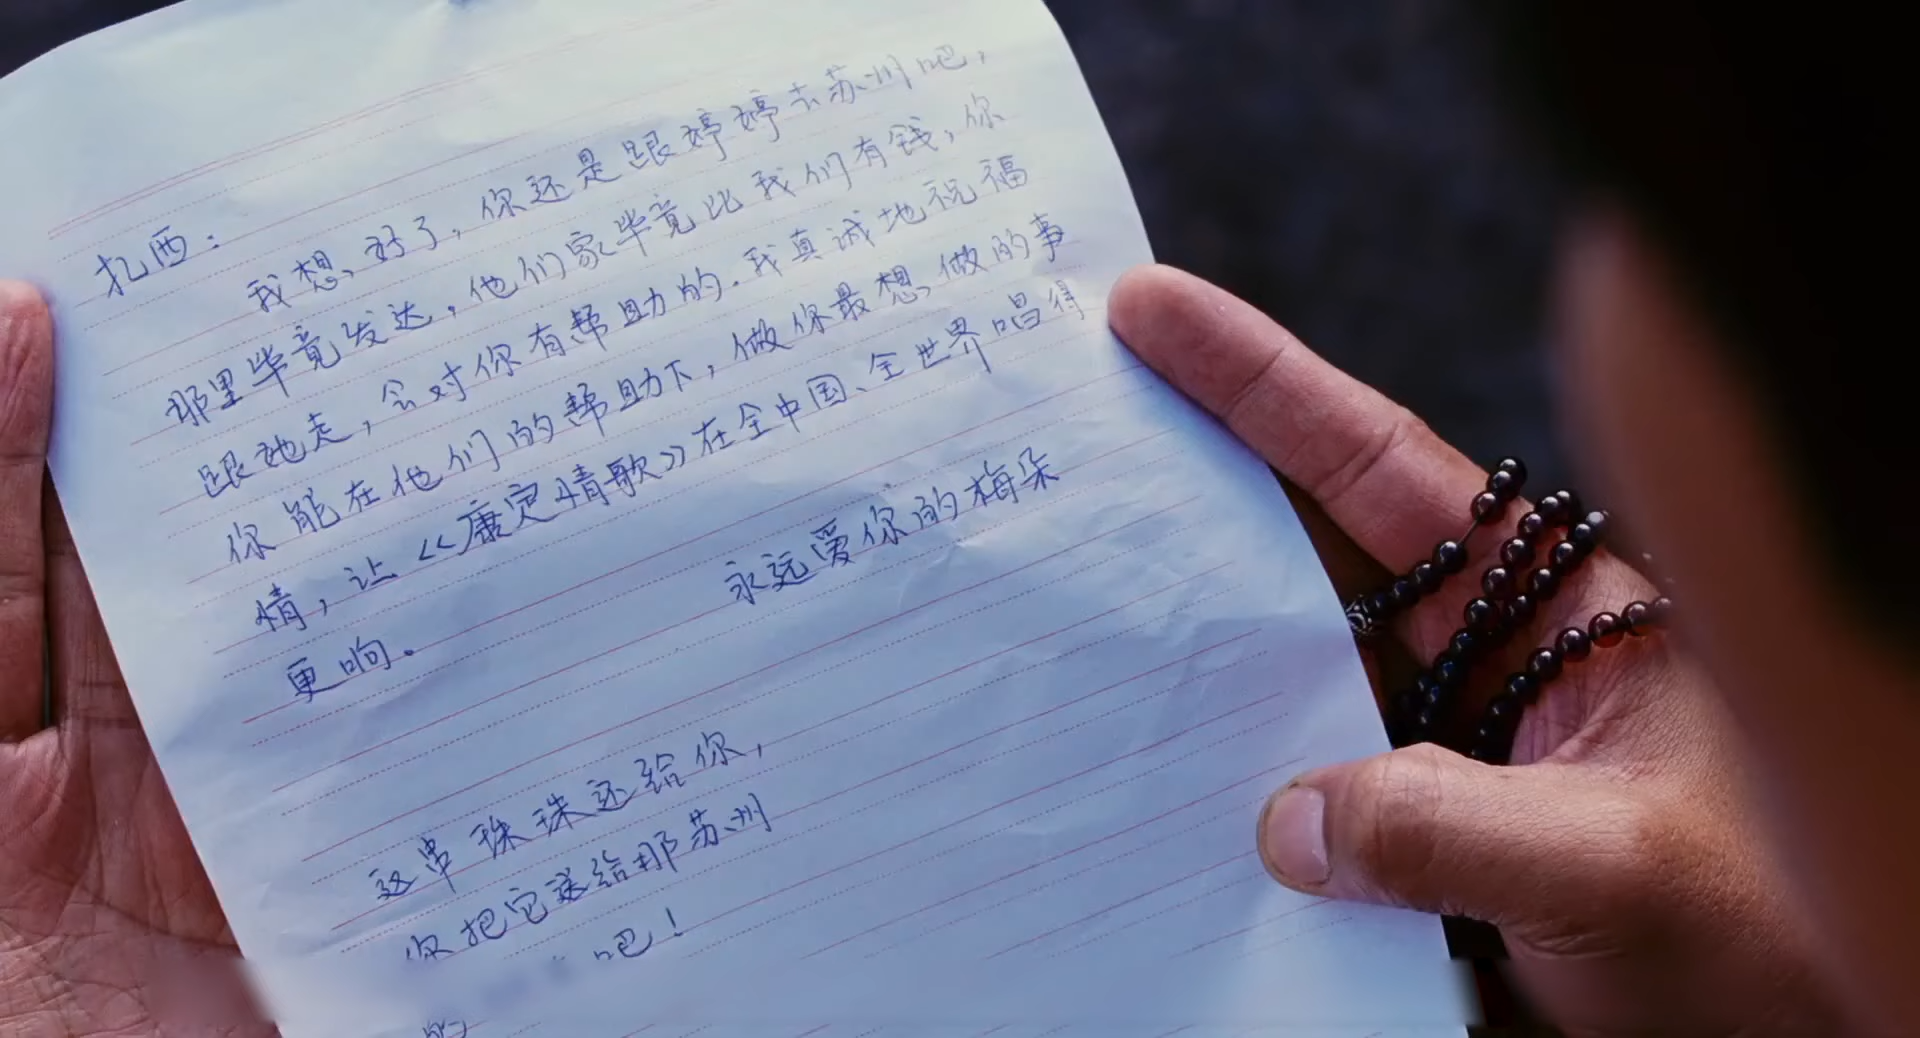 扎西：
我想好了，你还是跟婷婷去苏州吧，
那里毕竟发达，他们家毕竟比我们有钱，你
跟她走，会对你有帮助的.我真诚地祝福
你能在他们的帮助下，做你最想做的事
情，让《康定情歌》在全中国、全世界唱得
更响。
永远爱你的梅朵
这串珠珠还给你，
你把它送给那苏州
吧！
的